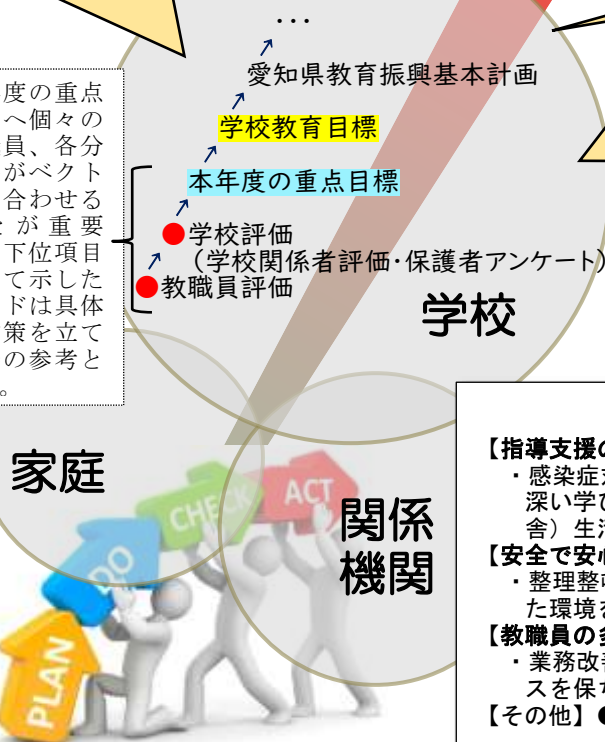 ...
愛知県教育振興基本計画
学校教育目標
本年度の重点目標
●学校評価
（学校関係者評価・保護者アンケート）
●教職員評価
度の重点
へ個々の
員、各分
がベクト
合わせる
が重要
下位項目
て示した
ドは具体
策を立て
の参考と
。
学校
家庭
関係
機関
PLAN
DO
CHECK
ACT
【指導支援の
・感染症
深い学び
舎）生活
【安全で安心
・整理整
た環境を
【教職員の
・業務改善
スを保ち
【その他】●